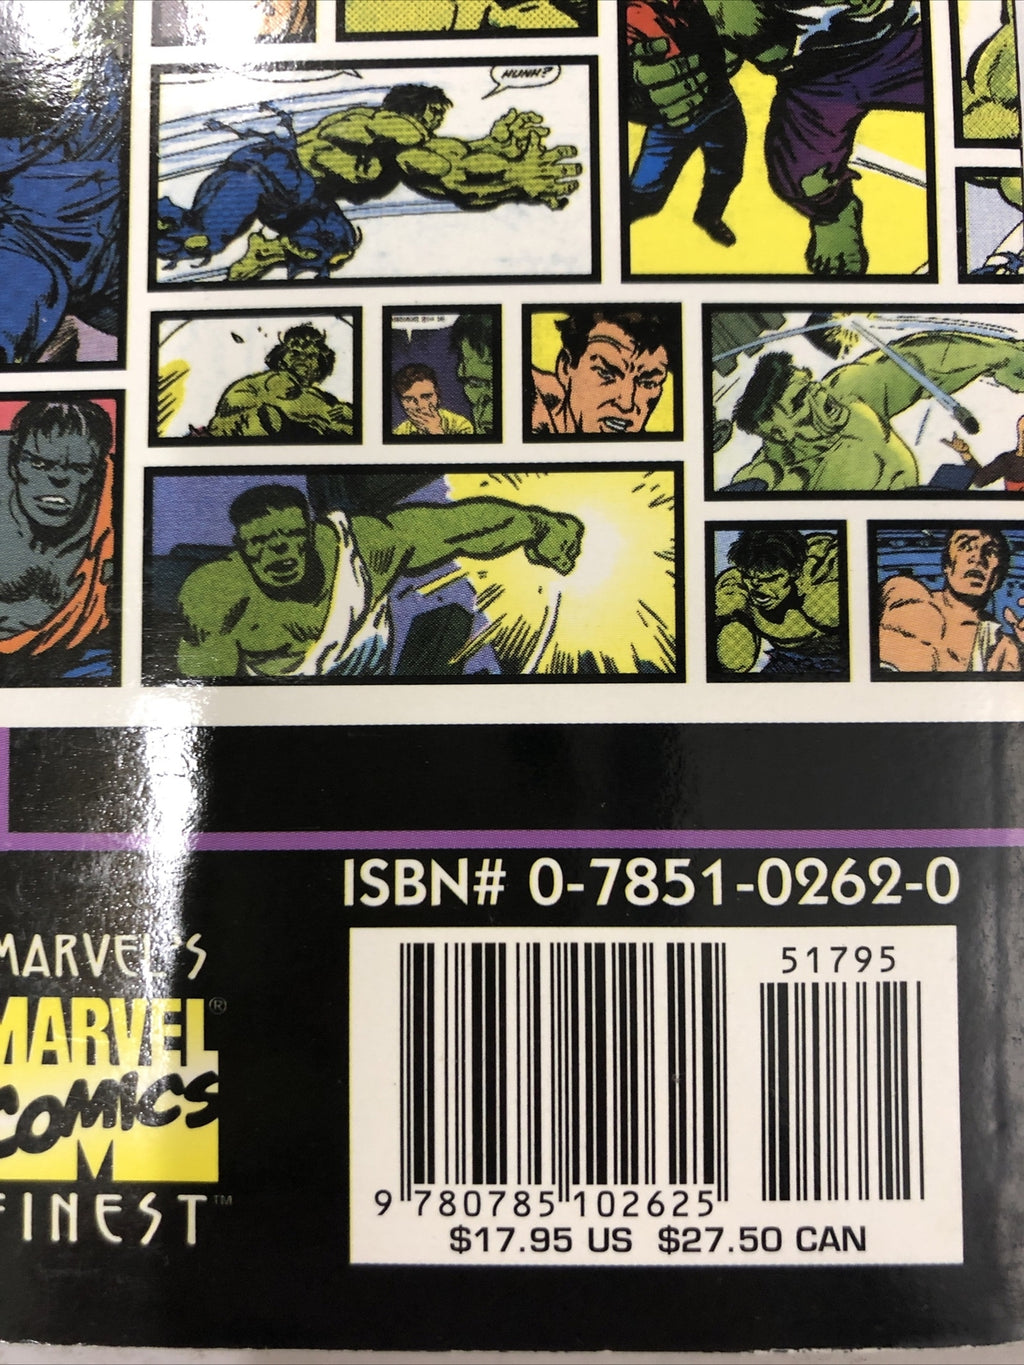 HUNH?
ISBN# 0-7851-0262-0
MARVEL'S
MARVEL®
COMICS
FINEST™
51795
9 780785 102625
$17.95 US $27.50 CAN